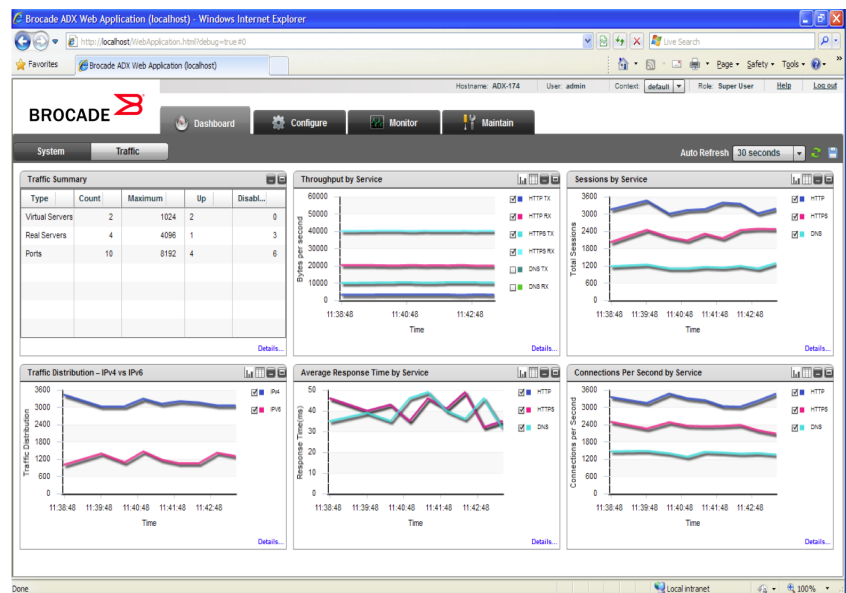 Brocade ADX Web Application (localhost) - Windows Internet Explorer
http://localhost/WebApplication.html?debug=true#0
Live Search
Favorites
Brocade ADX Web Application (localhost)
Page
Safety
Tools
Hostname: ADX-174 User: admin Context: default Role: Super User Help Log out
BROCADE
Dashboard Configure Monitor Maintain
System Traffic
Auto Refresh 30 seconds
Traffic Summary
Type Count Maximum Up Disabl...
Virtual Servers 2 1024 2 0
Real Servers 4 4096 1 3
Ports 10 8192 4 6
Details...
Throughput by Service
Bytes per second
60000
50000
40000
30000
20000
10000
0
11:38:48 11:40:48 11:42:48
Time
HTTP TX
HTTP RX
HTTPS TX
HTTPS RX
DNS TX
DNS RX
Details...
Sessions by Service
Total Sessions
3600
3000
2400
1800
1200
600
0
11:38:48 11:39:48 11:40:48 11:41:48 11:42:48
Time
HTTP
HTTPS
DNS
Details...
Traffic Distribution – IPv4 vs IPv6
Traffic Distribution
3600
3000
2400
1800
1200
600
0
11:38:48 11:39:48 11:40:48 11:41:48 11:42:48
Time
IPv4
IPV6
Details...
Average Response Time by Service
Response Time(ms)
50
40
30
20
10
0
11:38:48 11:39:48 11:40:48 11:41:48 11:42:48
Time
HTTP
HTTPS
DNS
Details...
Connections Per Second by Service
Connections per Second
3600
3000
2400
1800
1200
600
0
11:38:48 11:39:48 11:40:48 11:41:48 11:42:48
Time
HTTP
HTTPS
DNS
Details...
Done
Local intranet
100%